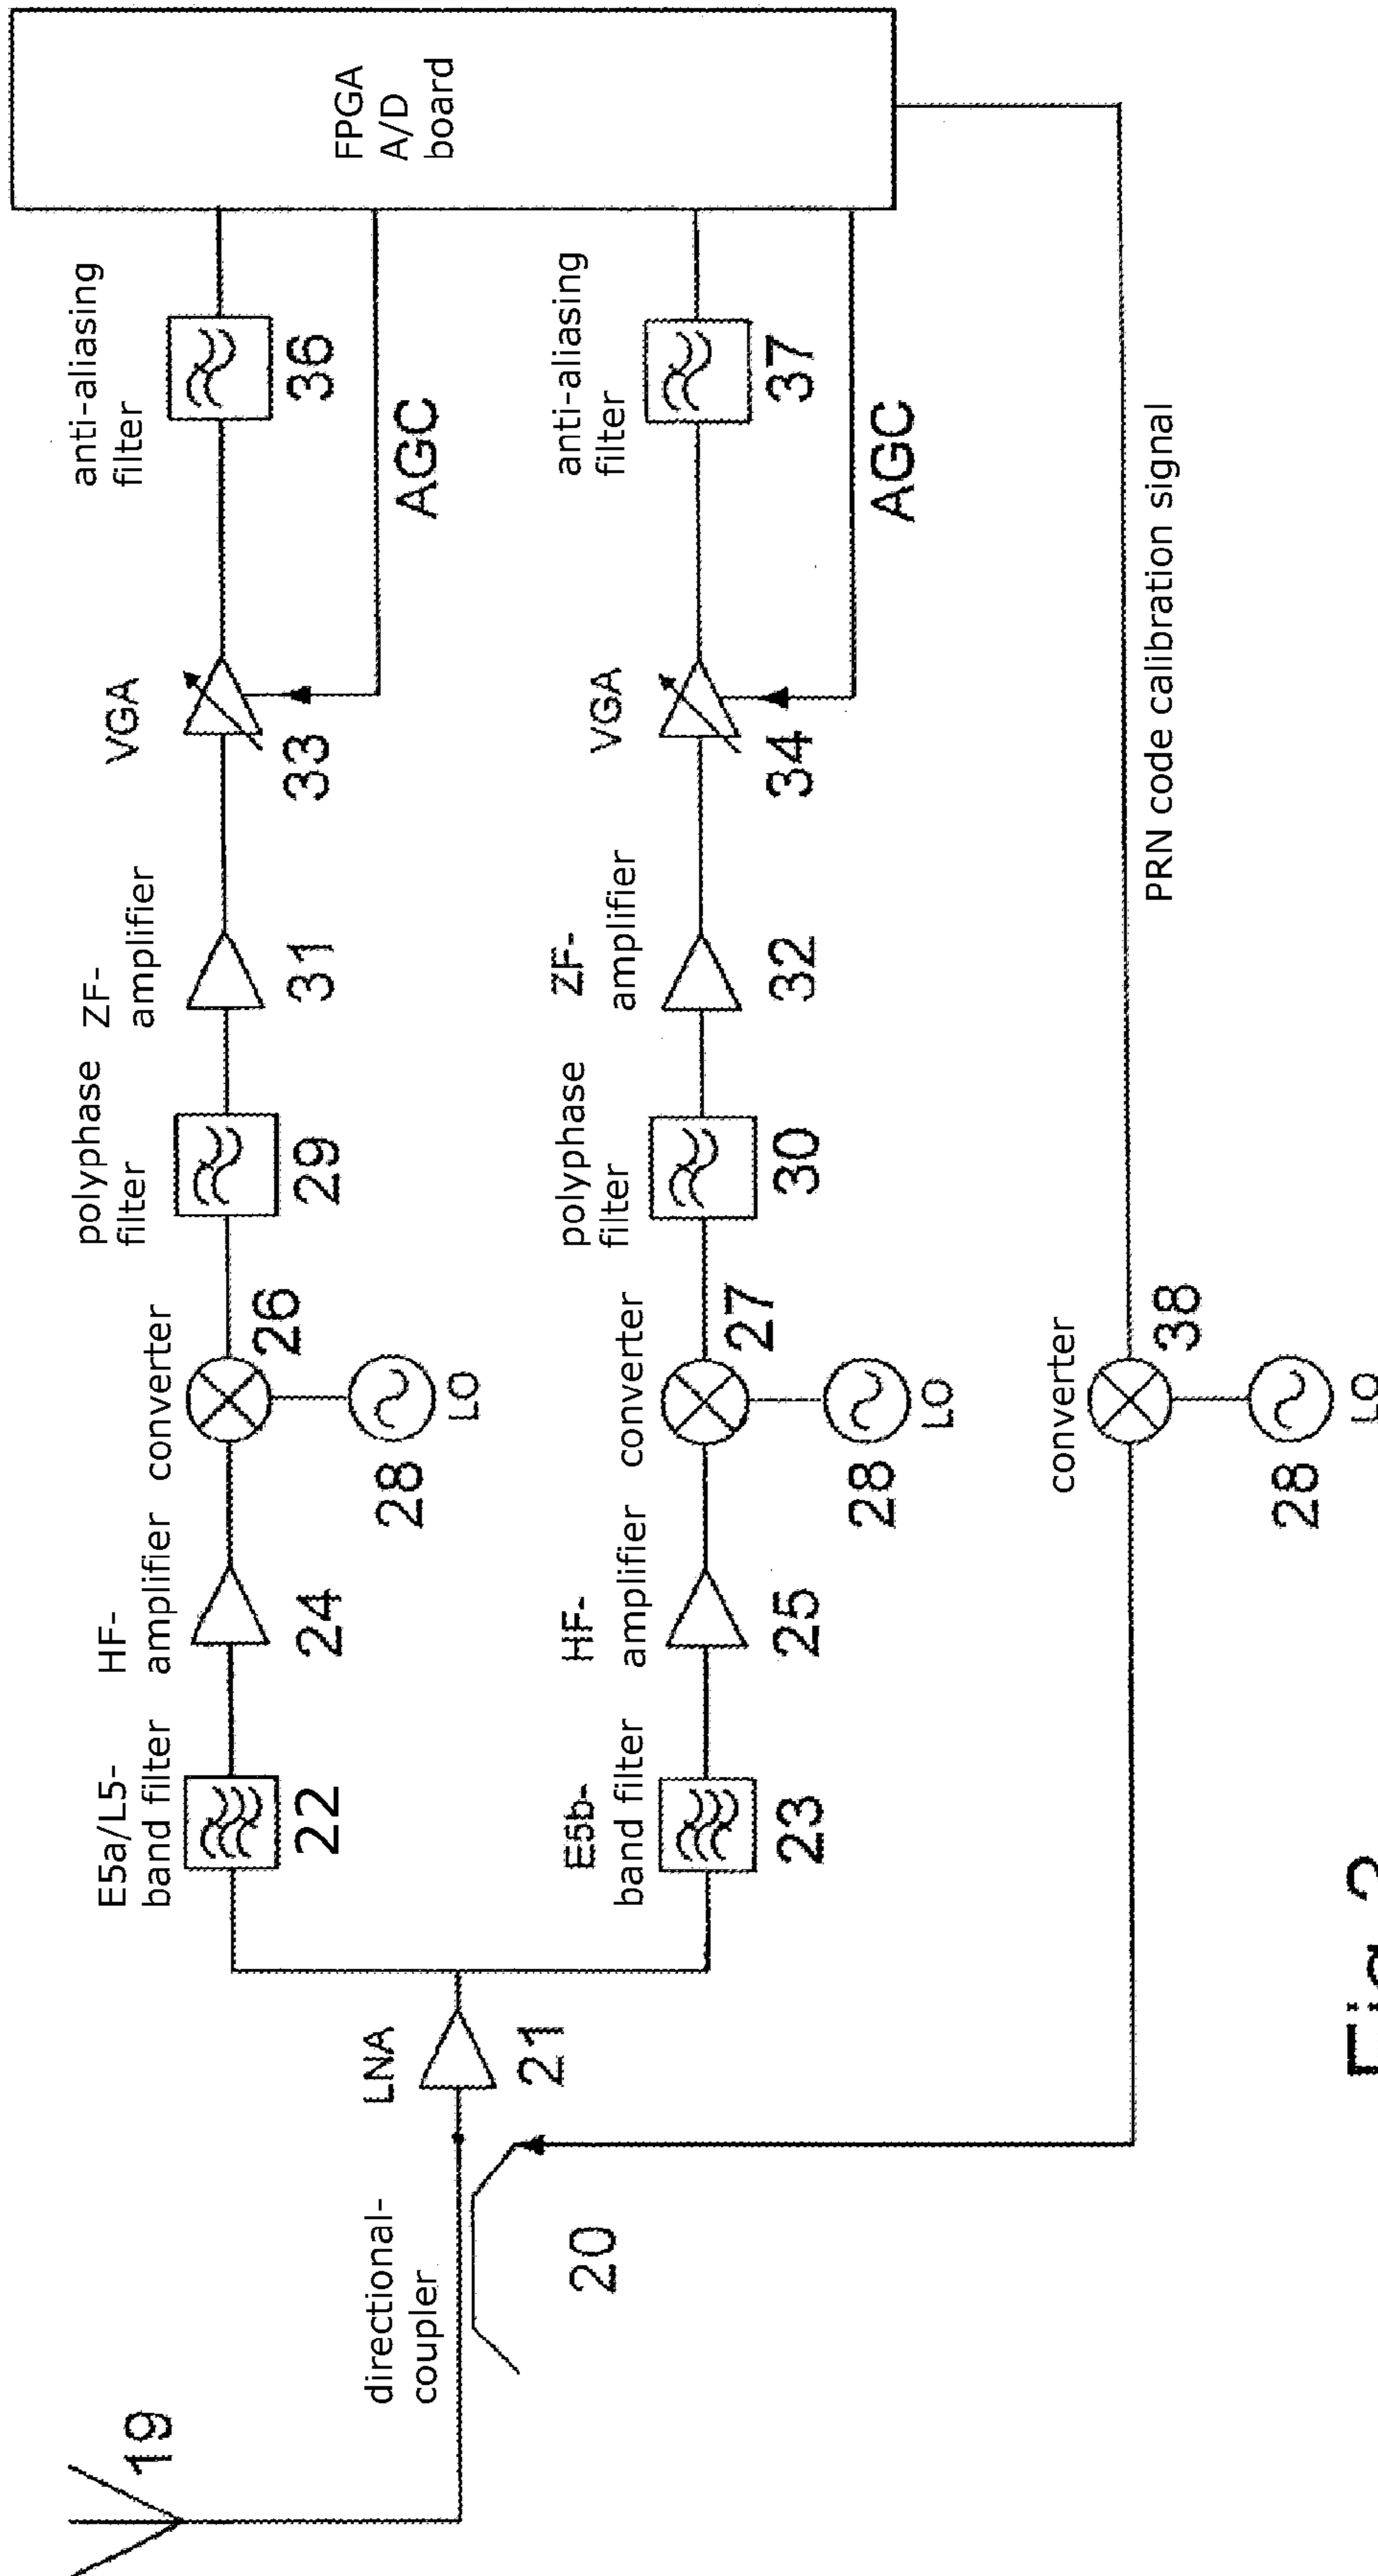 19
directional-
coupler
20
LNA
21
E5a/L5-
band filter
22
HF-
amplifier
24
converter
26
28
LO
polyphase
filter
29
ZF-
amplifier
31
VGA
33
anti-aliasing
filter
36
AGC
FPGA
A/D
board
E5b-
band filter
23
HF-
amplifier
25
converter
27
28
LO
polyphase
filter
30
ZF-
amplifier
32
VGA
34
anti-aliasing
filter
37
AGC
converter
38
28
LO
PRN code calibration signal